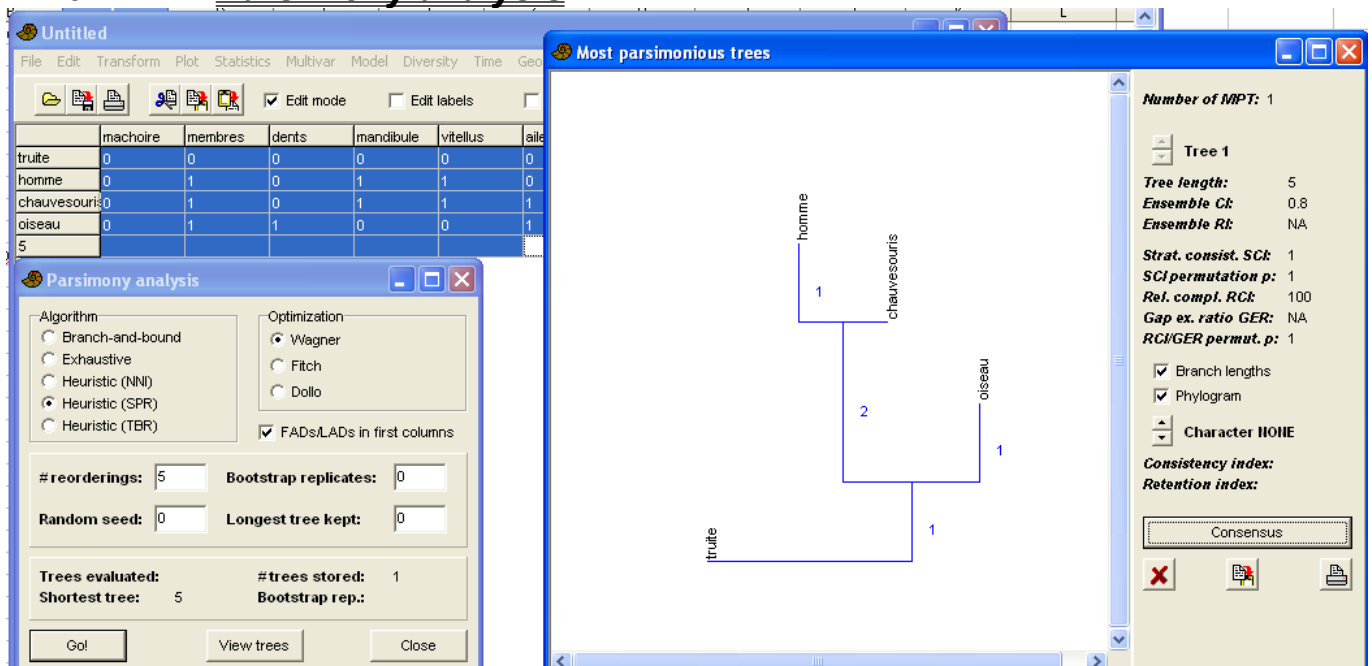 Untitled
File Edit Transform Plot Statistics Multivar Model Diversity Time
Edit mode Edit labels
machoire membres dents mandibule vitellus
truite 0 0 0 0 0 0
homme 0 1 0 1 1 0
chauvesouris 0 1 0 1 1 1
oiseau 0 1 1 0 0 1
5
L
Parsimony analysis
Algorithm
Branch-and-bound
Exhaustive
Heuristic (NNI)
Heuristic (SPR)
Heuristic (TBR)
Optimization
Wagner
Fitch
Dollo
FADs/LADs in first columns
# reorderings: 5 Bootstrap replicates: 0
Random seed: 0 Longest tree kept: 0
Trees evaluated: # trees stored: 1
Shortest tree: 5 Bootstrap rep.:
Go! View trees Close
Most parsimonious trees
homme
chauvesouris
1
oiseau
2
1
truite
1
Number of MPT: 1
Tree 1
Tree length: 5
Ensemble CI: 0.8
Ensemble RI: NA
Strat. consist. SCI: 1
SCI permutation p: 1
Rel. compl. RCI: 100
Gap ex. ratio GER: NA
RCI/GER permut. p: 1
Branch lengths
Phylogram
Character NONE
Consistency index:
Retention index:
Consensus